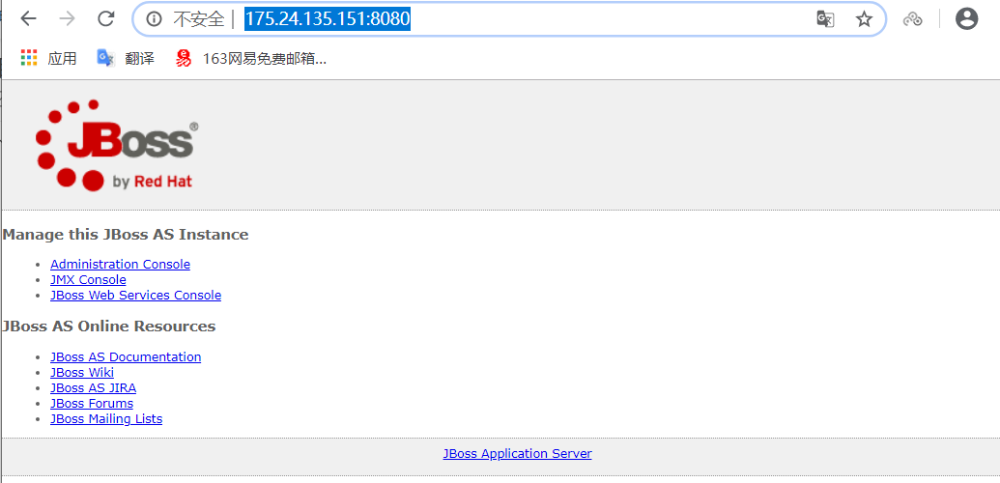 不安全 | 175.24.135.151:8080
应用 翻译 163网易免费邮箱...
JBoss®
by Red Hat
Manage this JBoss AS Instance
Administration Console
JMX Console
JBoss Web Services Console
JBoss AS Online Resources
JBoss AS Documentation
JBoss Wiki
JBoss AS JIRA
JBoss Forums
JBoss Mailing Lists
JBoss Application Server